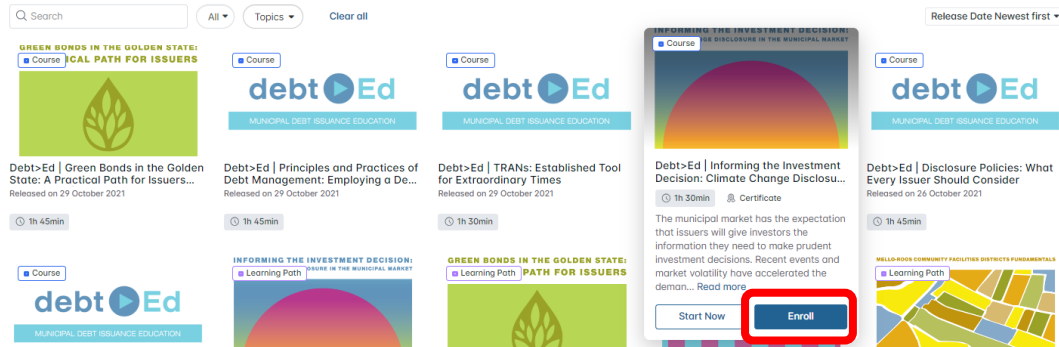 Search
All
Topics
Clear all
Release Date Newest first
GREEN BONDS IN THE GOLDEN STATE:
Course
ICAL PATH FOR ISSUERS
Debt>Ed | Green Bonds in the Golden
State: A Practical Path for Issuers...
Released on 29 October 2021
1h 45min
Course
debt Ed
MUNICIPAL DEBT ISSUANCE EDUCATION
Debt>Ed | Principles and Practices of
Debt Management: Employing a De...
Released on 29 October 2021
1h 45min
Course
debt Ed
MUNICIPAL DEBT ISSUANCE EDUCATION
Debt>Ed | TRANs: Established Tool
for Extraordinary Times
Released on 29 October 2021
1h 30min
INFORMING THE INVESTMENT DECISION:
Course
GE DISCLOSURE IN THE MUNICIPAL MARKET
Debt>Ed | Informing the Investment
Decision: Climate Change Disclosu...
1h 30min
Certificate
The municipal market has the expectation
that issuers will give investors the
information they need to make prudent
investment decisions. Recent events and
market volatility have accelerated the
deman... Read more
Start Now
Enroll
Course
debt Ed
MUNICIPAL DEBT ISSUANCE EDUCATION
Debt>Ed | Disclosure Policies: What
Every Issuer Should Consider
Released on 26 October 2021
1h 45min
Course
debt Ed
MUNICIPAL DEBT ISSUANCE EDUCATION
INFORMING THE INVESTMENT DECISION:
Learning Path
OSURE IN THE MUNICIPAL MARKET
GREEN BONDS IN THE GOLDEN STATE:
Learning Path
PATH FOR ISSUERS
MELLO-ROOS COMMUNITY FACILITIES DISTRICTS FUNDAMENTALS
Learning Path